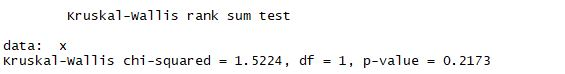 Kruskal-Wallis rank sum test
data:  x
Kruskal-Wallis chi-squared = 1.5224, df = 1, p-value = 0.2173